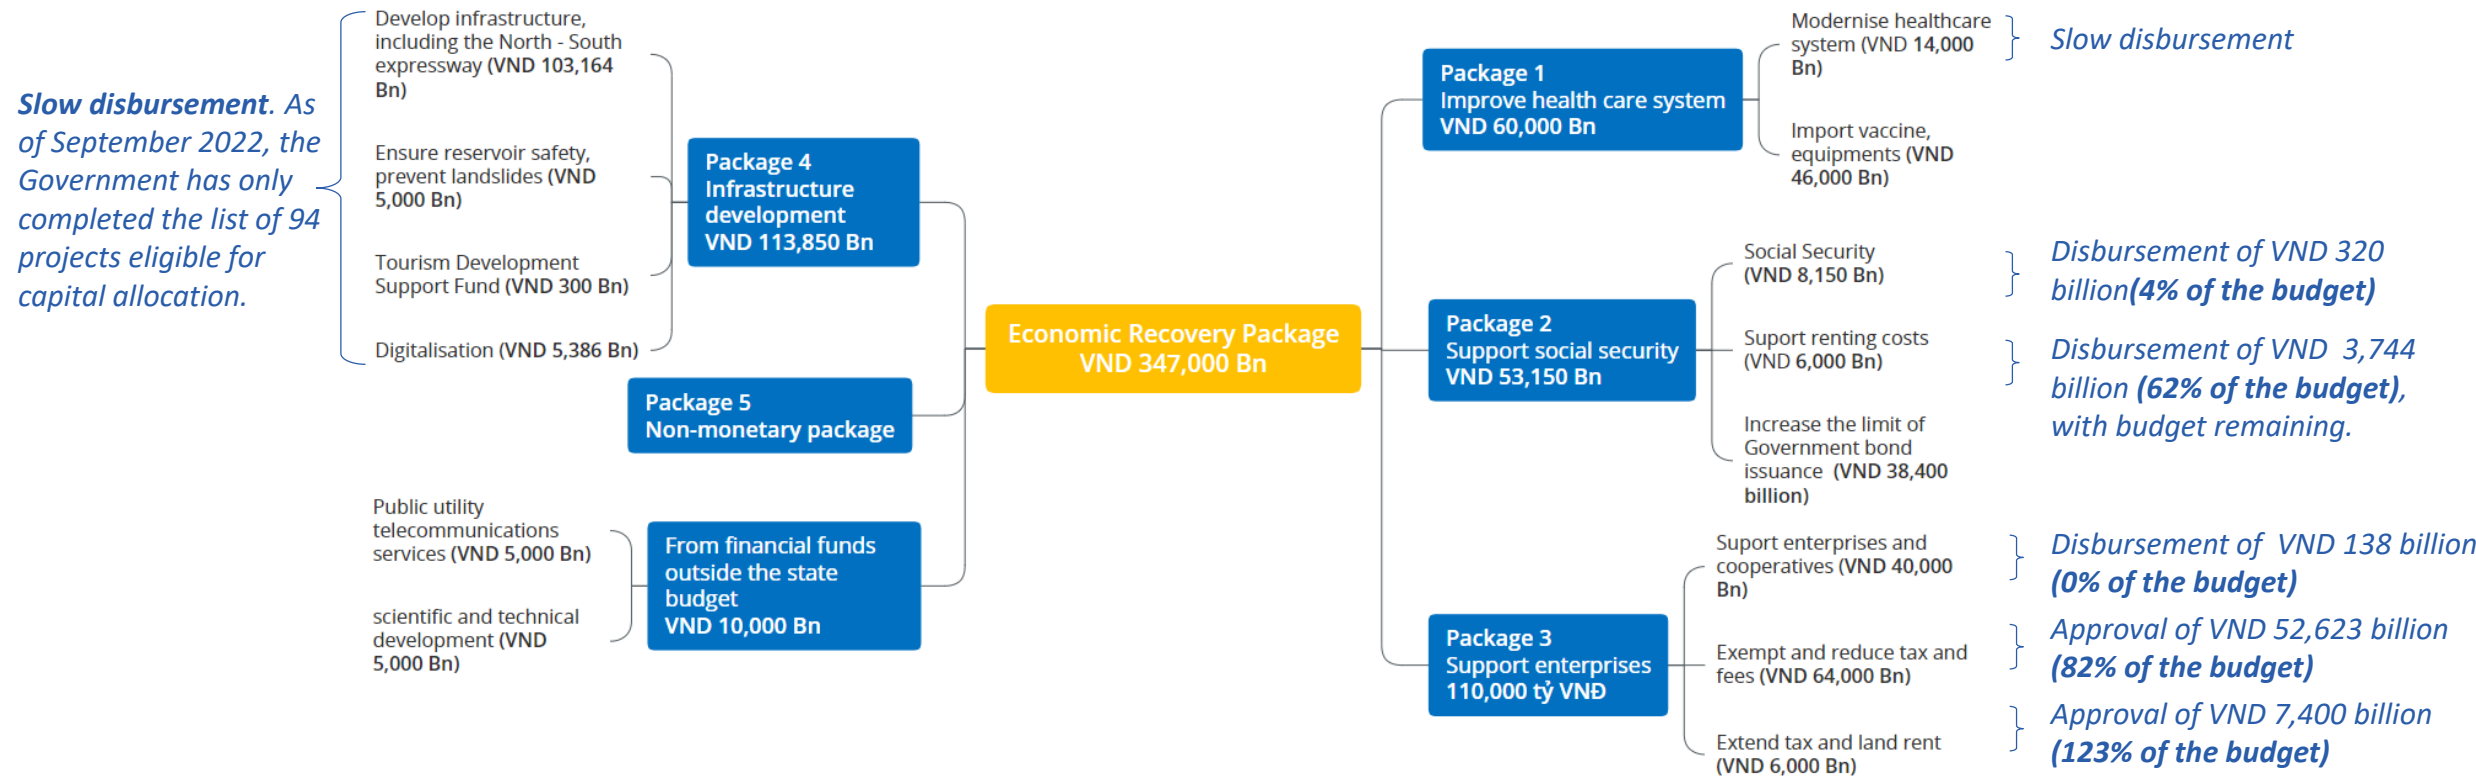 Slow disbursement. As
of September 2022, the
Government has only
completed the list of 94
projects eligible for
capital allocation.
Develop infrastructure,
including the North - South
expressway (VND 103,164
Bn)
Ensure reservoir safety,
prevent landslides (VND
5,000 Bn)
Tourism Development
Support Fund (VND 300 Bn)
Digitalisation (VND 5,386 Bn)
Package 4
Infrastructure
development
VND 113,850 Bn
Package 5
Non-monetary package
Public utility
telecommunications
services (VND 5,000 Bn)
scientific and technical
development (VND
5,000 Bn)
From financial funds
outside the state
budget
VND 10,000 Bn
Economic Recovery Package
VND 347,000 Bn
Package 1
Improve health care system
VND 60,000 Bn
Modernise healthcare
system (VND 14,000
Bn)
Slow disbursement
Import vaccine,
equipments (VND
46,000 Bn)
Package 2
Support social security
VND 53,150 Bn
Social Security
(VND 8,150 Bn)
Disbursement of VND 320
billion(4% of the budget)
Suport renting costs
(VND 6,000 Bn)
Disbursement of VND 3,744
billion (62% of the budget),
with budget remaining.
Increase the limit of
Government bond
issuance (VND 38,400
billion)
Package 3
Support enterprises
110,000 tỷ VNĐ
Suport enterprises and
cooperatives (VND 40,000
Bn)
Disbursement of VND 138 billion
(0% of the budget)
Exempt and reduce tax and
fees (VND 64,000 Bn)
Approval of VND 52,623 billion
(82% of the budget)
Extend tax and land rent
(VND 6,000 Bn)
Approval of VND 7,400 billion
(123% of the budget)